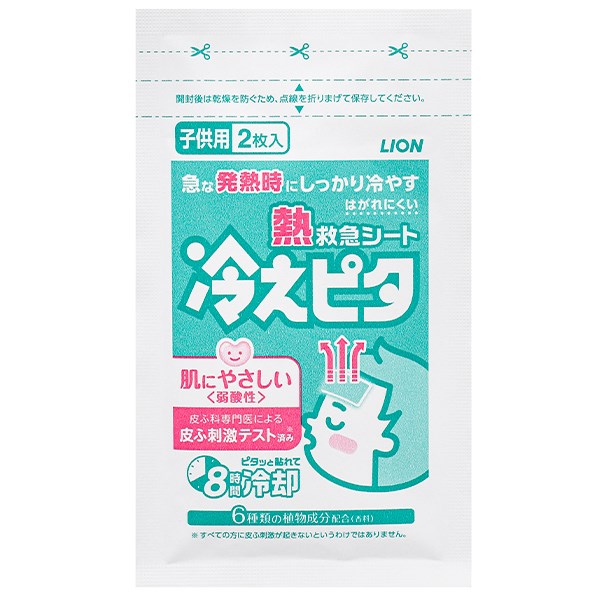 開封後は乾燥を防ぐため、点線を折りまげて保存してください。
子供用 2枚入
LION
急な発熱時にしっかり冷やす
はがれにくい
熱救急シート
冷えピタ
肌にやさしい
〈弱酸性〉
皮ふ科専門医による
皮ふ刺激テスト済み※
ピタッと貼れて
8時間冷却
6種類の植物成分配合(香料)
※すべての方に皮ふ刺激が起きないというわけではありません。